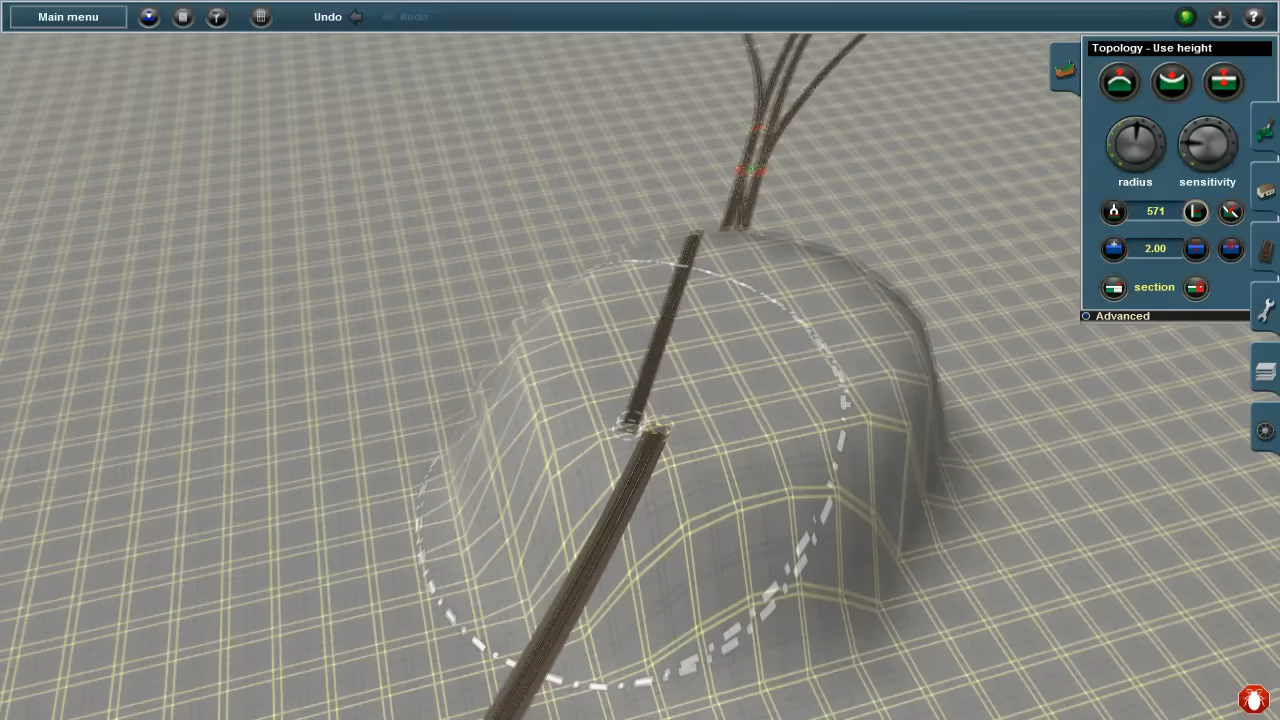 Main menu
Undo
Redo
Topology - Use height
radius sensitivity
571
2.00
section
Advanced